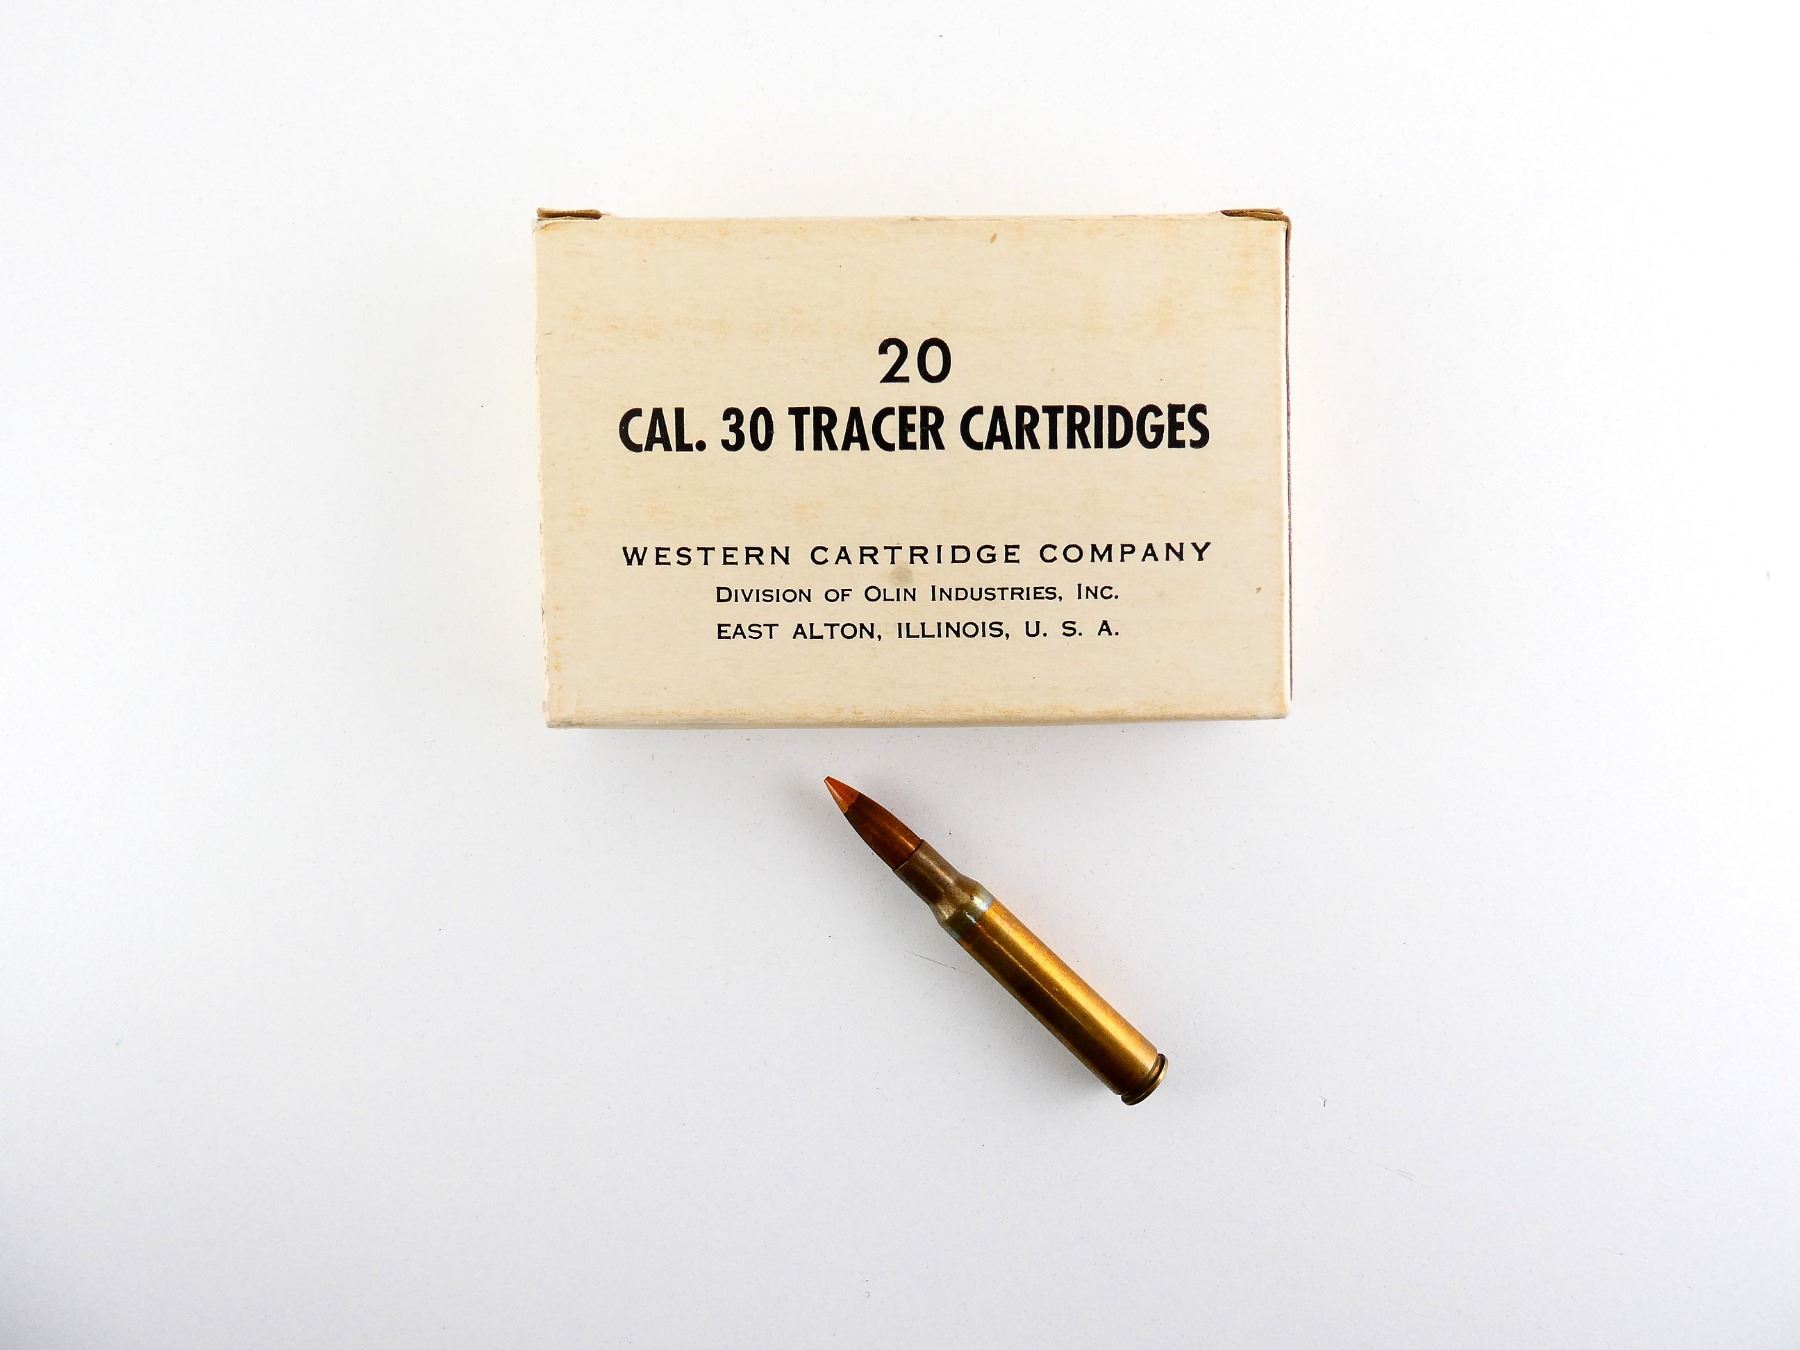 20
CAL. 30 TRACER CARTRIDGES
WESTERN CARTRIDGE COMPANY
DIVISION OF OLIN INDUSTRIES, INC.
EAST ALTON, ILLINOIS, U. S. A.